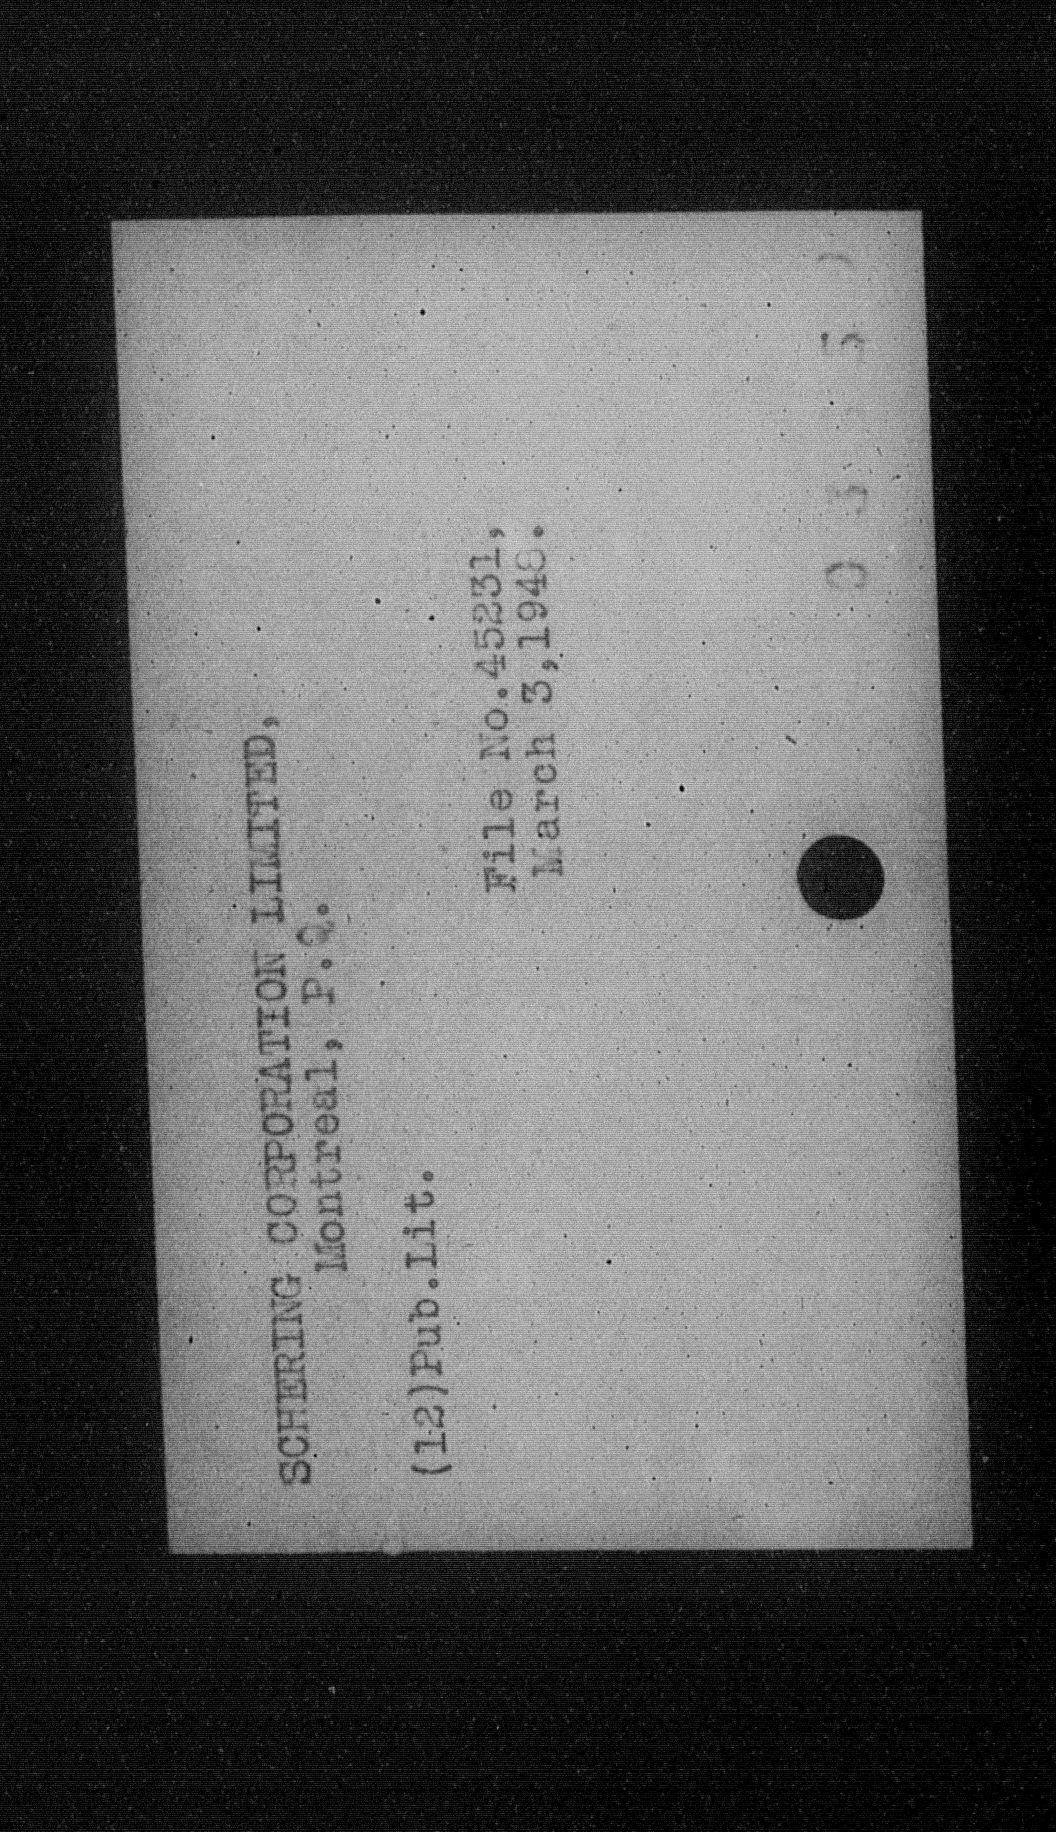 SCHERING CORPORATION LIMITED,
Montreal, P.Q.
(12)Pub.Lit.
File No.45231,
March 3,1948.